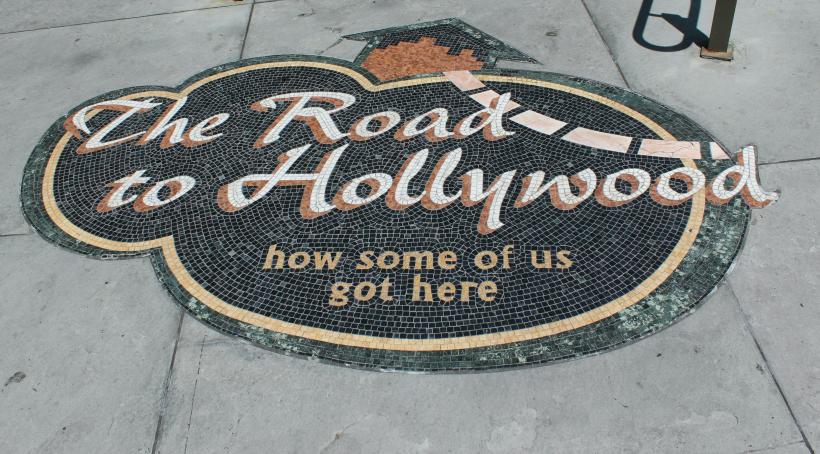 The Road
to Hollywood
how some of us
got here